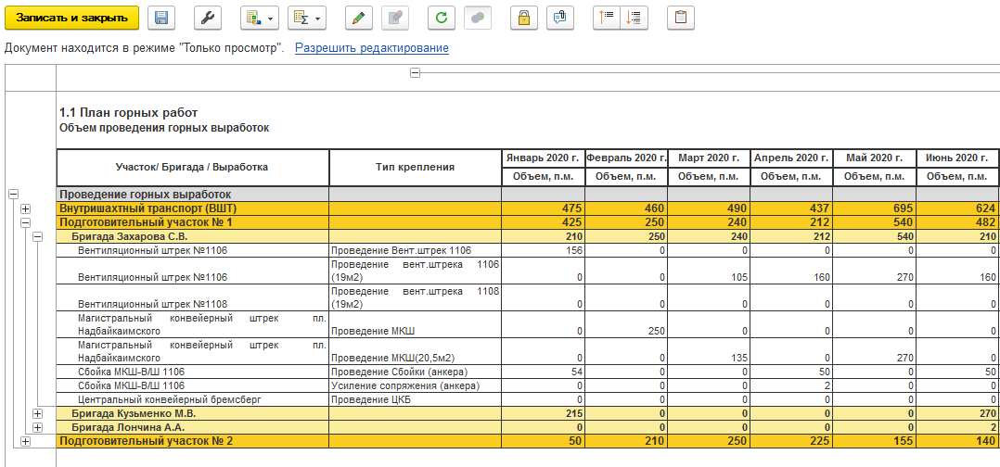 Записать и закрыть
Документ находится в режиме "Только просмотр". Разрешить редактирование
1.1 План горных работ
Объем проведения горных выработок
Участок/ Бригада / Выработка Тип крепления Январь 2020 г. Февраль 2020 г. Март 2020 г. Апрель 2020 г. Май 2020 г. Июнь 2020 г.
Объем, п.м. Объем, п.м. Объем, п.м. Объем, п.м. Объем, п.м. Объем, п.м.
Проведение горных выработок
Внутришахтный транспорт (ВШТ) 475 460 490 437 695 624
Подготовительный участок № 1 425 250 240 212 540 482
Бригада Захарова С.В. 210 250 240 212 540 210
Вентиляционный штрек №1106 Проведение Вент.штрек 1106 156 0 0 0 0 0
Проведение вент.штрека 1106
Вентиляционный штрек №1106 (19м2) 0 0 105 160 270 160
Проведение вент.штрека 1108
Вентиляционный штрек №1108 (19м2) 0 0 0 0 0 0
Магистральный конвейерный штрек пл.
Надбайкаимского Проведение МКШ 0 250 0 0 0 0
Магистральный конвейерный штрек пл.
Надбайкаимского Проведение МКШ(20,5м2) 0 0 135 0 270 0
Сбойка МКШ-В/Ш 1106 Проведение Сбойки (анкера) 54 0 0 50 0 50
Сбойка МКШ-В/Ш 1106 Усиление сопряжения (анкера) 0 0 0 2 0 0
Центральный конвейерный бремсберг Проведение ЦКБ 0 0 0 0 0 0
Бригада Кузьменко М.В. 215 0 0 0 0 270
Бригада Лончина А.А. 0 0 0 0 0 2
Подготовительный участок № 2 50 210 250 225 155 140